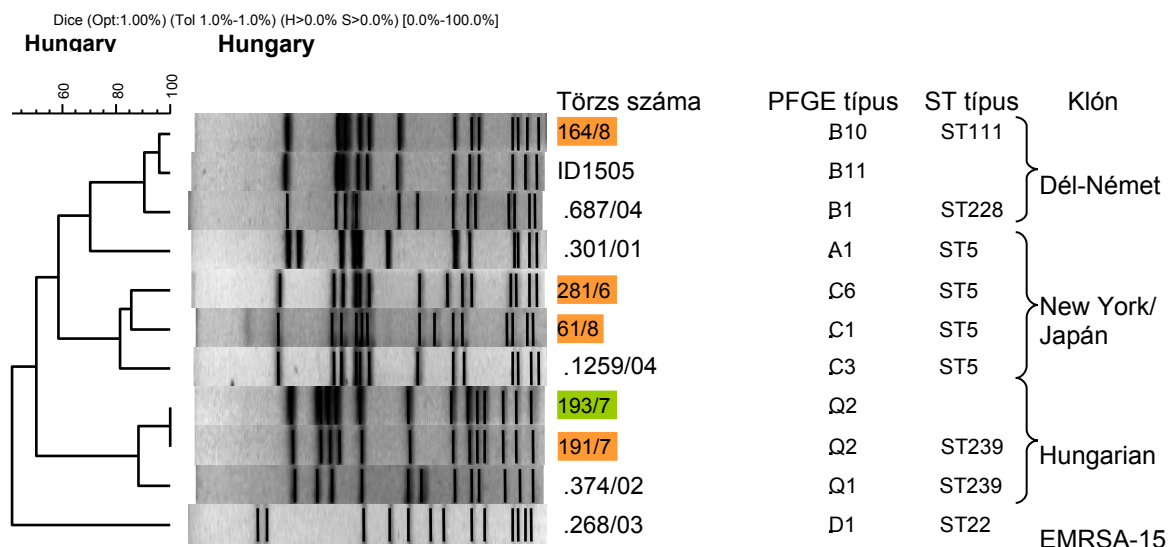 Dice (Opt:1.00%) (Tol 1.0%-1.0%) (H>0.0% S>0.0%) [0.0%-100.0%]
Hungary Hungary
60 80 100
Törzs száma PFGE típus ST típus Klón
164/8 .B10 ST111
ID1505 .B11
Dél-Német
.687/04 .B1 ST228
.301/01 .A1 ST5
281/6 .C6 ST5
New York/
61/8 .C1 ST5
Japán
.1259/04 .C3 ST5
193/7 .Q2
191/7 .Q2 ST239
Hungarian
.374/02 .Q1 ST239
.268/03 .D1 ST22
EMRSA-15